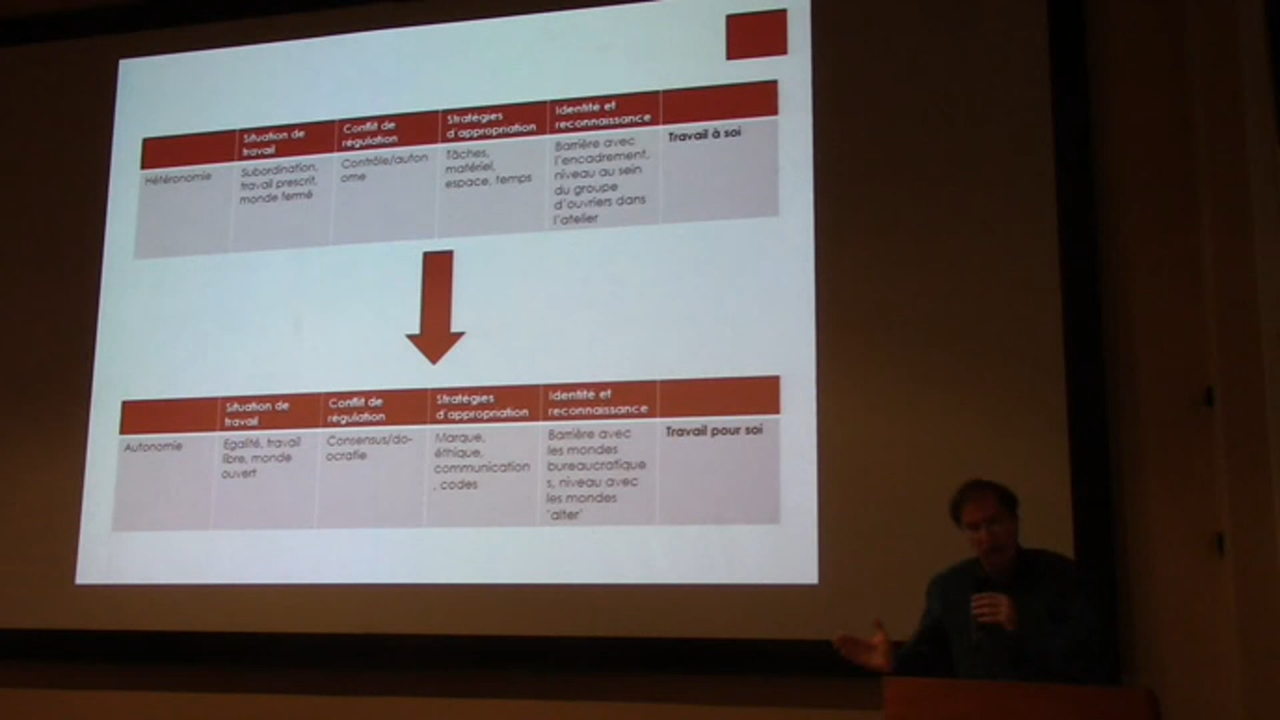 Situation de
travail
Conflit de
régulation
Stratégies
d'appropriation
Identité et
reconnaissance
Hétéronomie
Subordination,
travail prescrit,
monde fermé
Contrôle/auton
ome
Tâches,
matériel,
espace, temps
Barrière avec
l'encadrement,
niveau au sein
du groupe
d'ouvriers dans
l'atelier
Travail à soi
Situation de
travail
Conflit de
régulation
Stratégies
d'appropriation
Identité et
reconnaissance
Autonomie
Egalité, travail
libre, monde
ouvert
Consensus/do-
ocratie
Marque,
éthique,
communication
, codes
Barrière avec
les mondes
bureaucratique
s, niveau avec
les mondes
'alter'
Travail pour soi